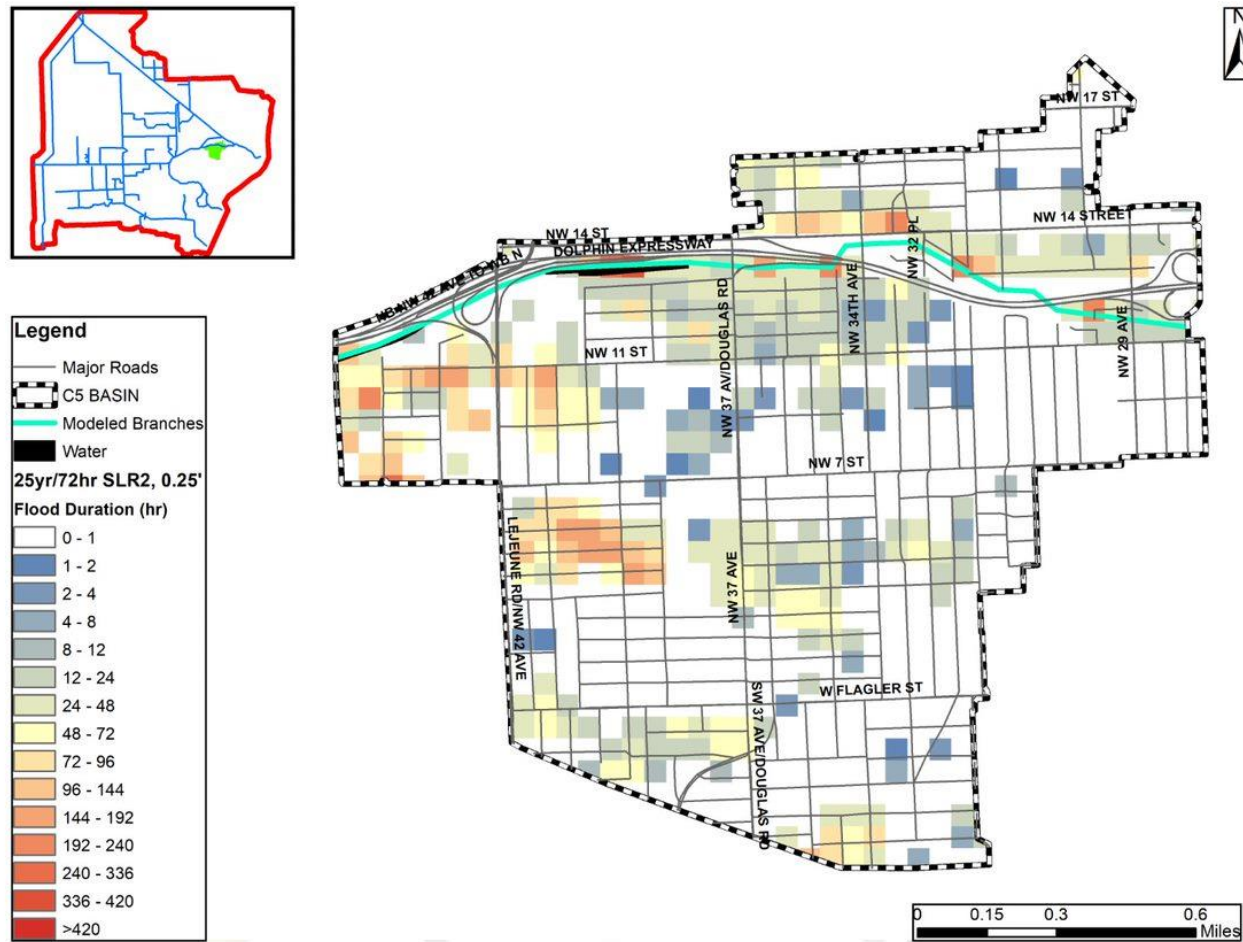 N
NW 17 ST
NW 14 STREET
NW 14 ST
DOLPHIN EXPRESSWAY
NW 32 PL
NW 34TH AVE
NW 37 AV/DOUGLAS RD
NW 11 ST
NW 29 AVE
NW 7 ST
LEJEUNE RD/NW 42 AVE
NW 37 AVE
W FLAGLER ST
SW 37 AVE/DOUGLAS RD
Legend
Major Roads
C5 BASIN
Modeled Branches
Water
25yr/72hr SLR2, 0.25'
Flood Duration (hr)
0 - 1
1 - 2
2 - 4
4 - 8
8 - 12
12 - 24
24 - 48
48 - 72
72 - 96
96 - 144
144 - 192
192 - 240
240 - 336
336 - 420
>420
0 0.15 0.3 0.6
Miles